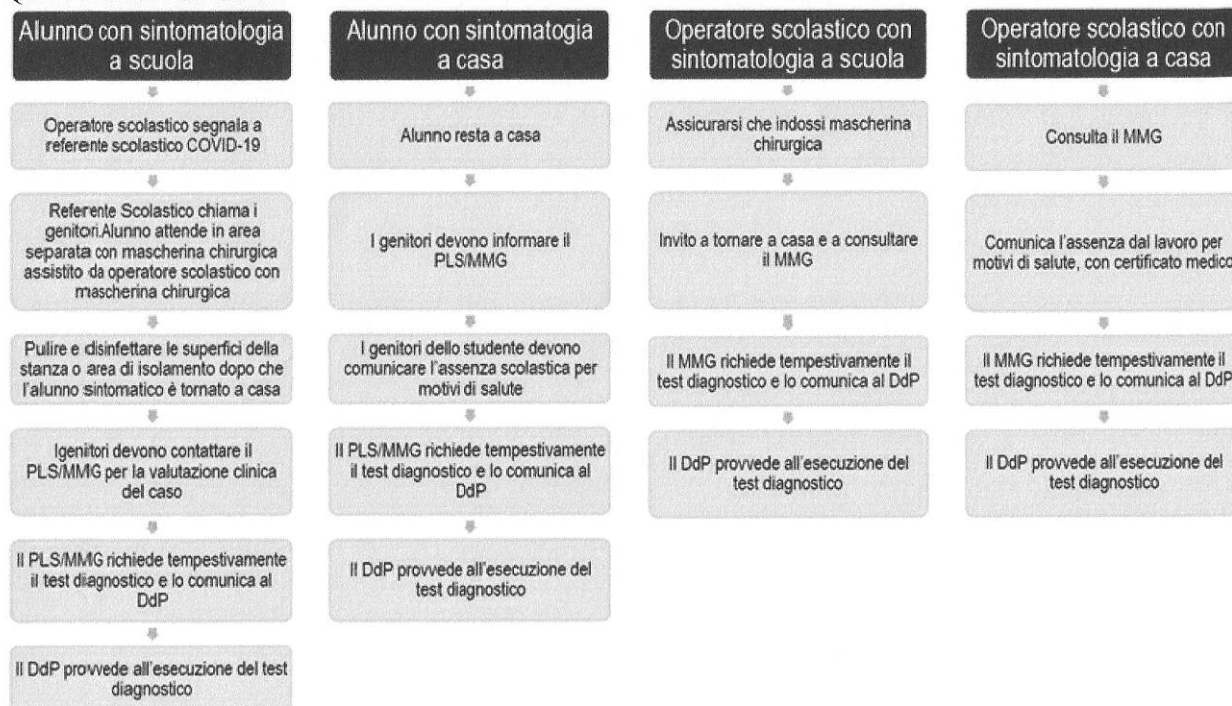 Alunno con sintomatologia
a scuola
Operatore scolastico segnala a
referente scolastico COVID-19
Referente Scolastico chiama i
genitori.Alunno attende in area
separata con mascherina chirurgica
assistito da operatore scolastico con
mascherina chirurgica
Pulire e disinfettare le superfici della
stanza o area di isolamento dopo che
l'alunno sintomatico è tornato a casa
Igenitori devono contattare il
PLS/MMG per la valutazione clinica
del caso
Il PLS/MMG richiede tempestivamente
il test diagnostico e lo comunica al
DdP
Il DdP provvede all'esecuzione del test
diagnostico
Alunno con sintomatogia
a casa
Alunno resta a casa
I genitori devono informare il
PLS/MMG
I genitori dello studente devono
comunicare l'assenza scolastica per
motivi di salute
Il PLS/MMG richiede tempestivamente
il test diagnostico e lo comunica al
DdP
Il DdP provvede all'esecuzione del
test diagnostico
Operatore scolastico con
sintomatologia a scuola
Assicurarsi che indossi mascherina
chirurgica
Invito a tornare a casa e a consultare
il MMG
Il MMG richiede tempestivamente il
test diagnostico e lo comunica al DdP
Il DdP provvede all'esecuzione del
test diagnostico
Operatore scolastico con
sintomatologia a casa
Consulta il MMG
Comunica l'assenza dal lavoro per
motivi di salute, con certificato medico
Il MMG richiede tempestivamente il
test diagnostico e lo comunica al DdP
Il DdP provvede all'esecuzione del
test diagnostico